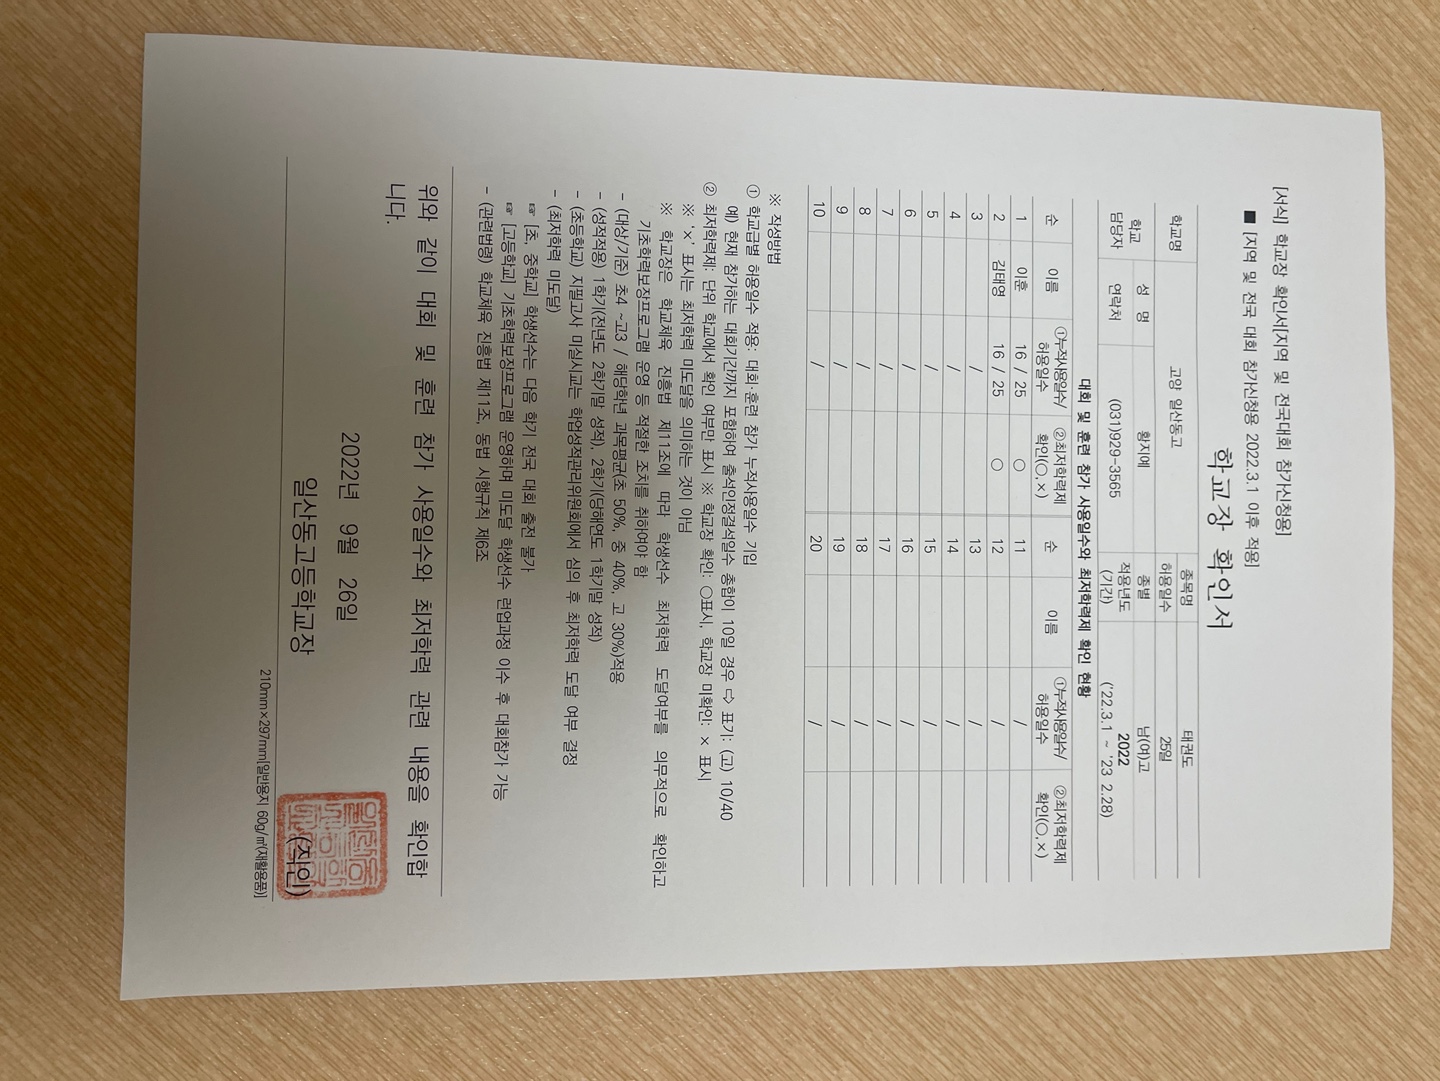 [서식] 학교장 확인서[지역 및 전국대회 참가신청용]
■ [지역 및 전국 대회 참가신청용 2022.3.1 이후 적용]
학교장 확인서
학교명 고양 일산동고 종목명 태권도
허용일수 25일
학교 담당자 성 명 황지예 종별 남(여)고
연락처 (031)929-3565 적용년도 (기간) 2022 ('22.3.1 ~ '23 2.28)
대회 및 훈련 참가 사용일수와 최저학력제 확인 현황
순 이름 ①누적사용일수/허용일수 ②최저학력제 확인(○,×) 순 이름 ①누적사용일수/허용일수 ②최저학력제 확인(○,×)
1 이훈 16 / 25 ○ 11 /
2 김태영 16 / 25 ○ 12 /
3 / 13 /
4 / 14 /
5 / 15 /
6 / 16 /
7 / 17 /
8 / 18 /
9 / 19 /
10 / 20 /
※ 작성방법
① 학교급별 허용일수 적용: 대회·훈련 참가 누적사용일수 기입
예) 현재 참가하는 대회기간까지 포함하여 출석인정결석일수 총합이 10일 경우 ⇨ 표기: (고) 10/40
② 최저학력제: 단위 학교에서 확인 여부만 표시 ※ 학교장 확인: ○표시, 학교장 미확인: × 표시
※ '×' 표시는 최저학력 미도달을 의미하는 것이 아님
※ 학교장은 학교체육 진흥법 제11조에 따라 학생선수 최저학력 도달여부를 의무적으로 확인하고
기초학력보장프로그램 운영 등 적절한 조치를 취하여야 함
- (대상/기준) 초4 ~고3 / 해당학년 과목평균(초 50%, 중 40%, 고 30%)적용
- (성적적용) 1학기(전년도 2학기말 성적), 2학기(당해연도 1학기말 성적)
- (초등학교) 지필고사 미실시교는 학업성적관리위원회에서 심의 후 최저학력 도달 여부 결정
- (최저학력 미도달)
☞ [초, 중학교] 학생선수는 다음 학기 전국 대회 출전 불가
☞ [고등학교] 기초학력보장프로그램 운영하며 미도달 학생선수 련업과정 이수 후 대회참가 가능
- (관련법령) 학교체육 진흥법 제11조, 동법 시행규칙 제6조
위와 같이 대회 및 훈련 참가 사용일수와 최저학력 관련 내용을 확인합
니다.
2022년 9월 26일
일산동고등학교장 (직인)
210mm×297mm[일반용지 60g/㎡(재활용품)]